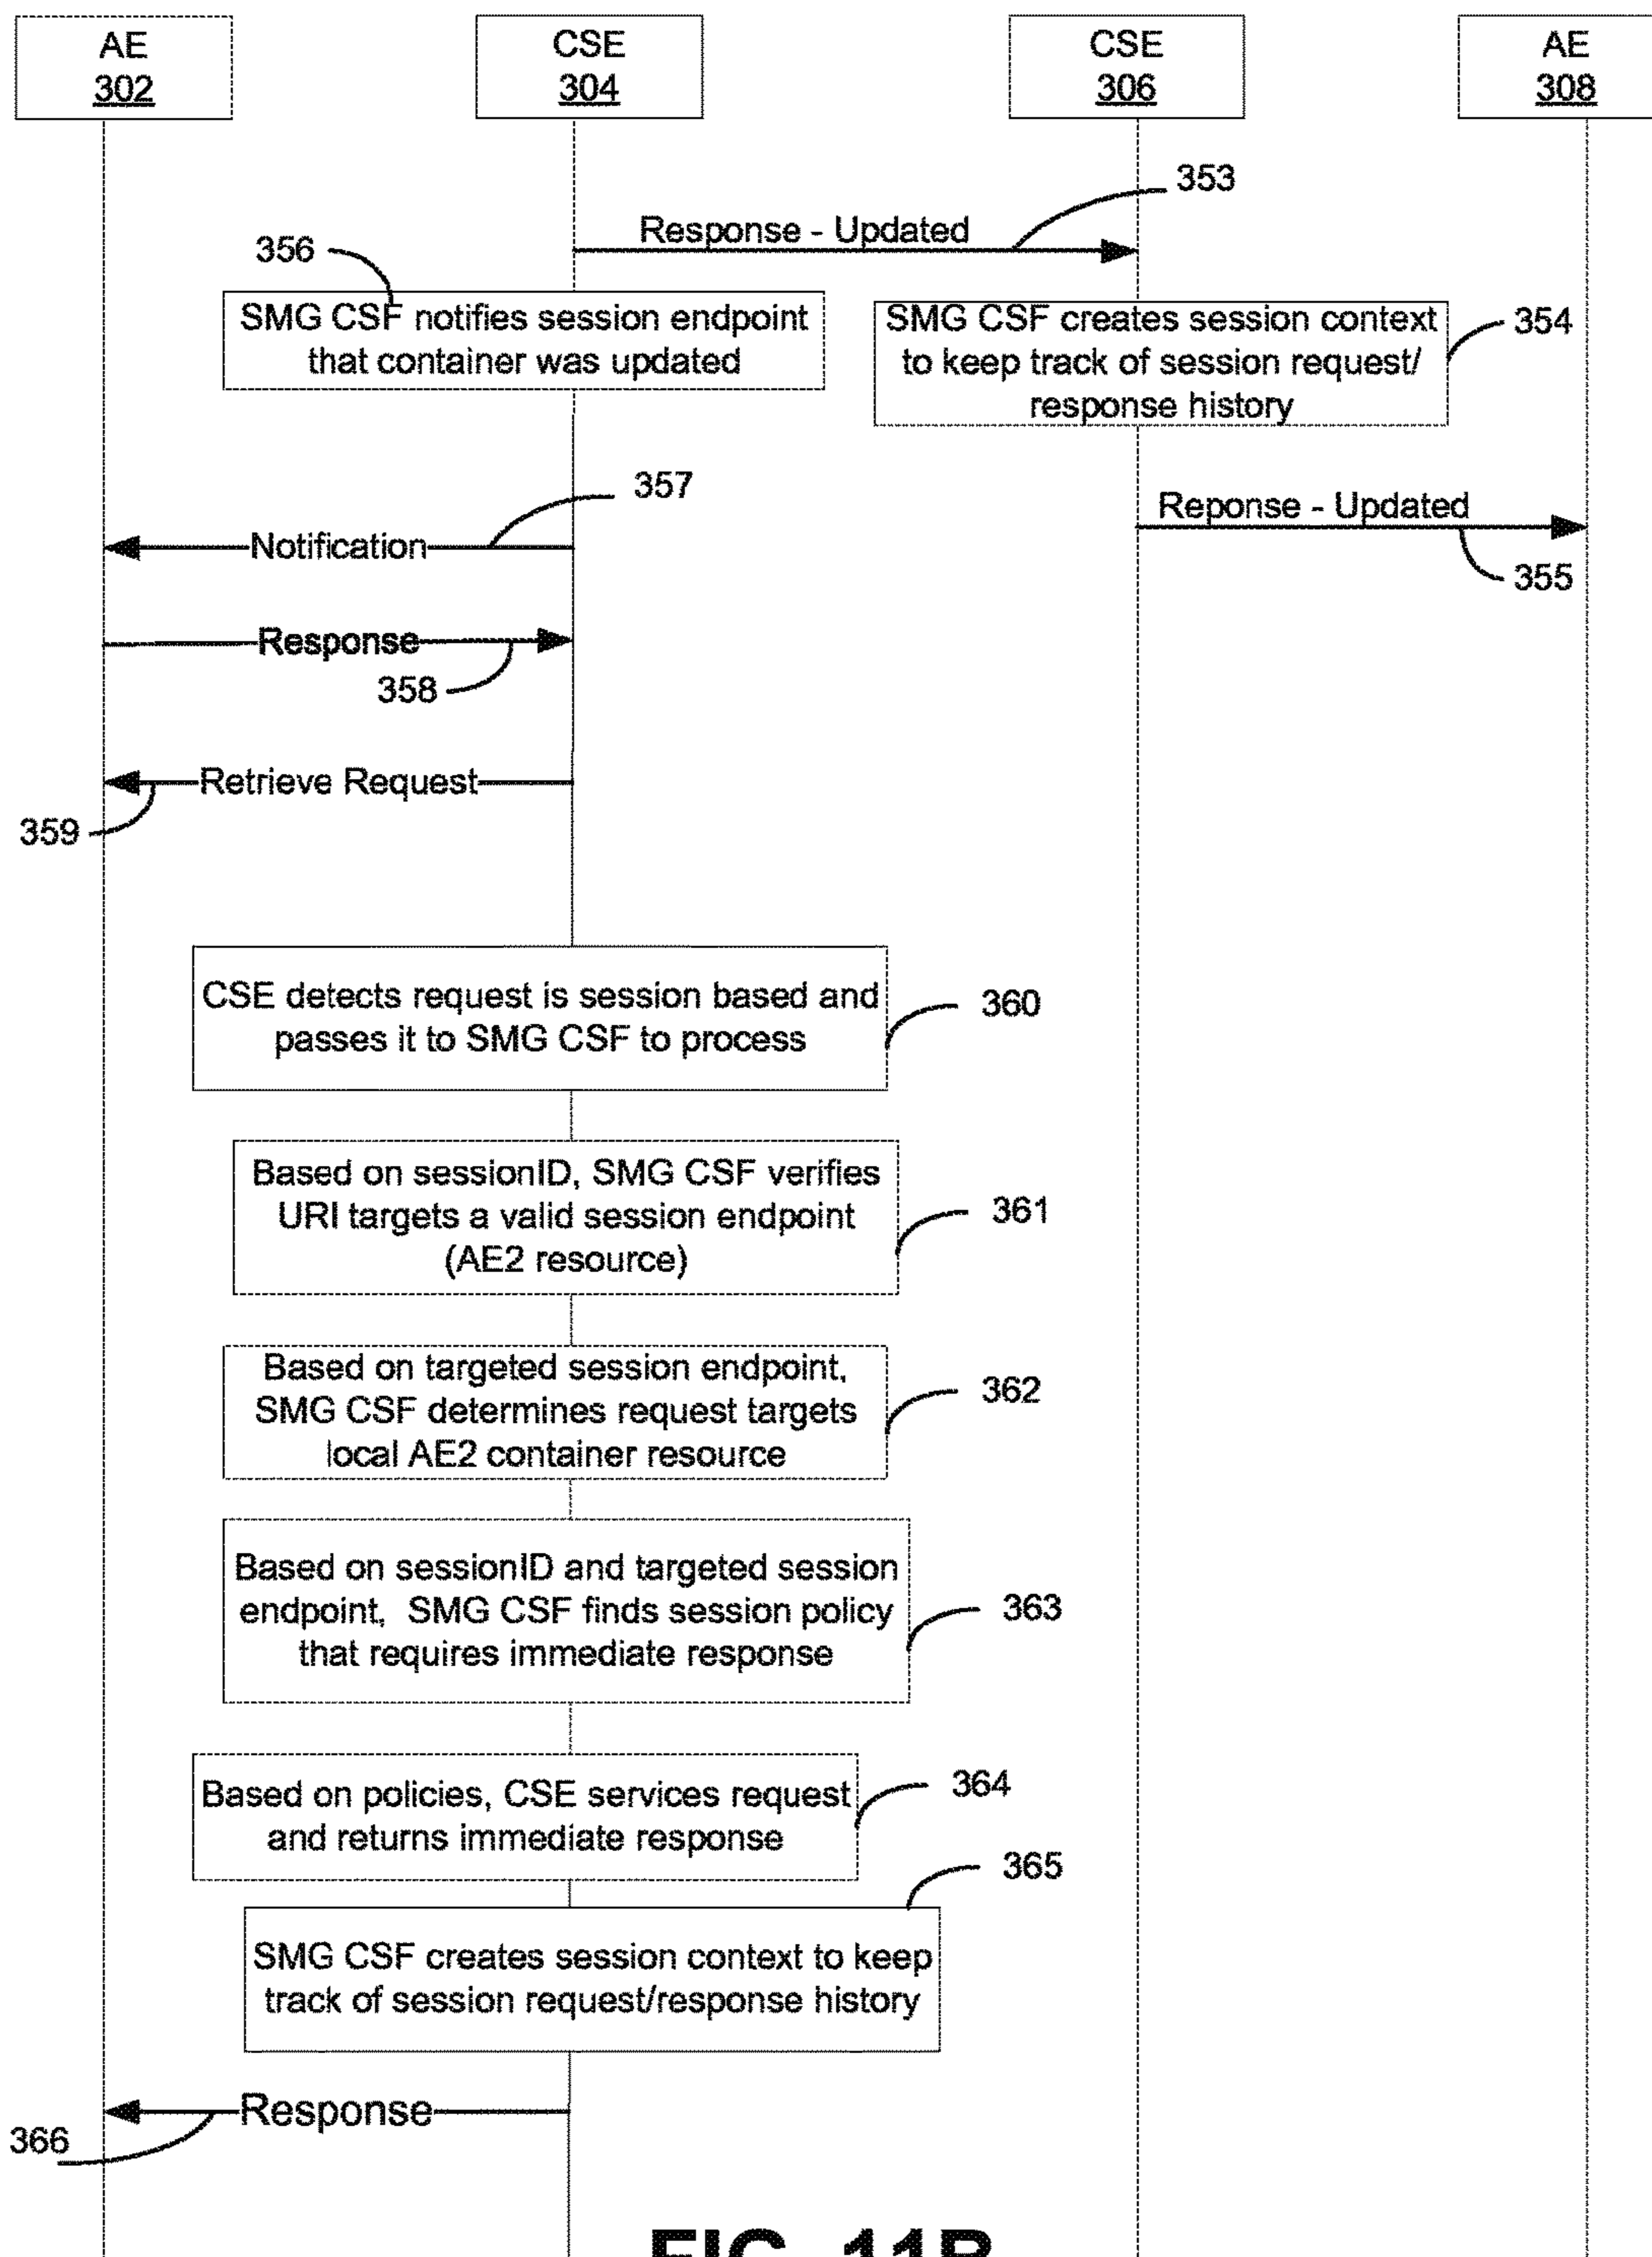 AE
302
CSE
304
CSE
306
AE
308
353
Response - Updated
356
SMG CSF notifies session endpoint
that container was updated
SMG CSF creates session context
to keep track of session request/
response history
354
357
Notification
Reponse - Updated
355
Response
358
Retrieve Request
359
CSE detects request is session based and
passes it to SMG CSF to process
360
Based on sessionID, SMG CSF verifies
URI targets a valid session endpoint
(AE2 resource)
361
Based on targeted session endpoint,
SMG CSF determines request targets
local AE2 container resource
362
Based on sessionID and targeted session
endpoint, SMG CSF finds session policy
that requires immediate response
363
Based on policies, CSE services request
and returns immediate response
364
365
SMG CSF creates session context to keep
track of session request/response history
Response
366
FIG. 11B